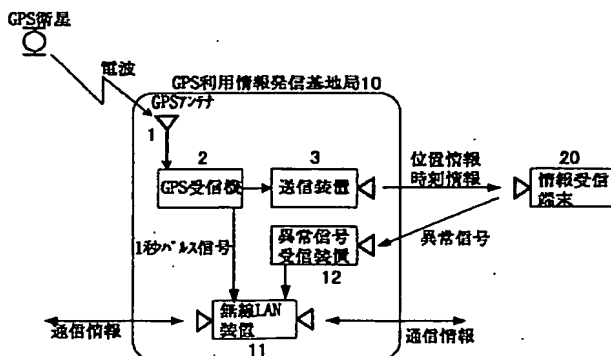 GPS衛星
電波
GPS利用情報発信基地局10
GPSアンテナ
1
2
3
20
GPS受信機
送信装置
位置情報
時刻情報
情報受信
端末
1秒パルス信号
異常信号
受信装置
異常信号
12
無線LAN
装置
通信情報
通信情報
11